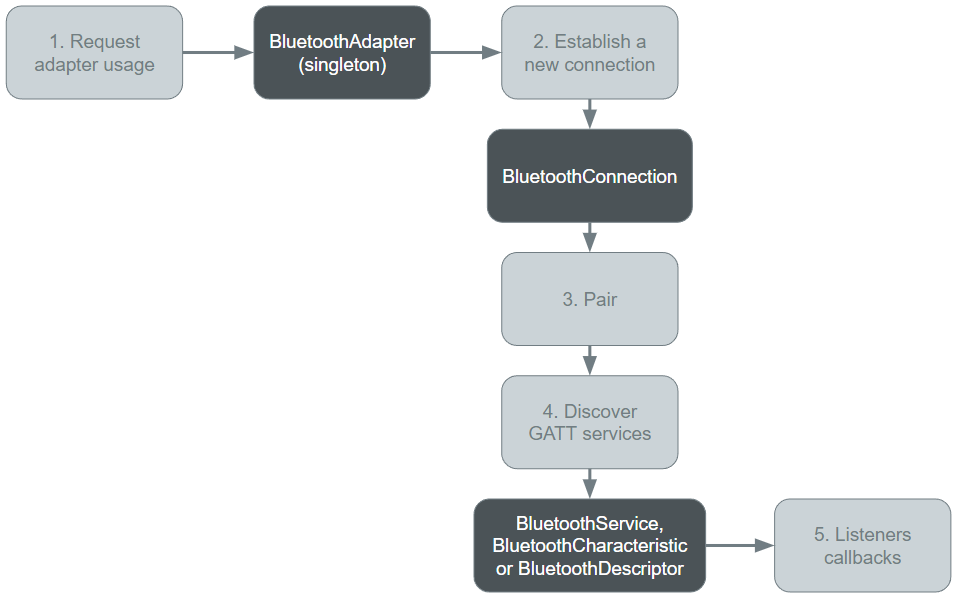 1. Request
adapter usage
BluetoothAdapter
(singleton)
2. Establish a
new connection
BluetoothConnection
3. Pair
4. Discover
GATT services
BluetoothService,
BluetoothCharacteristic
or BluetoothDescriptor
5. Listeners
callbacks